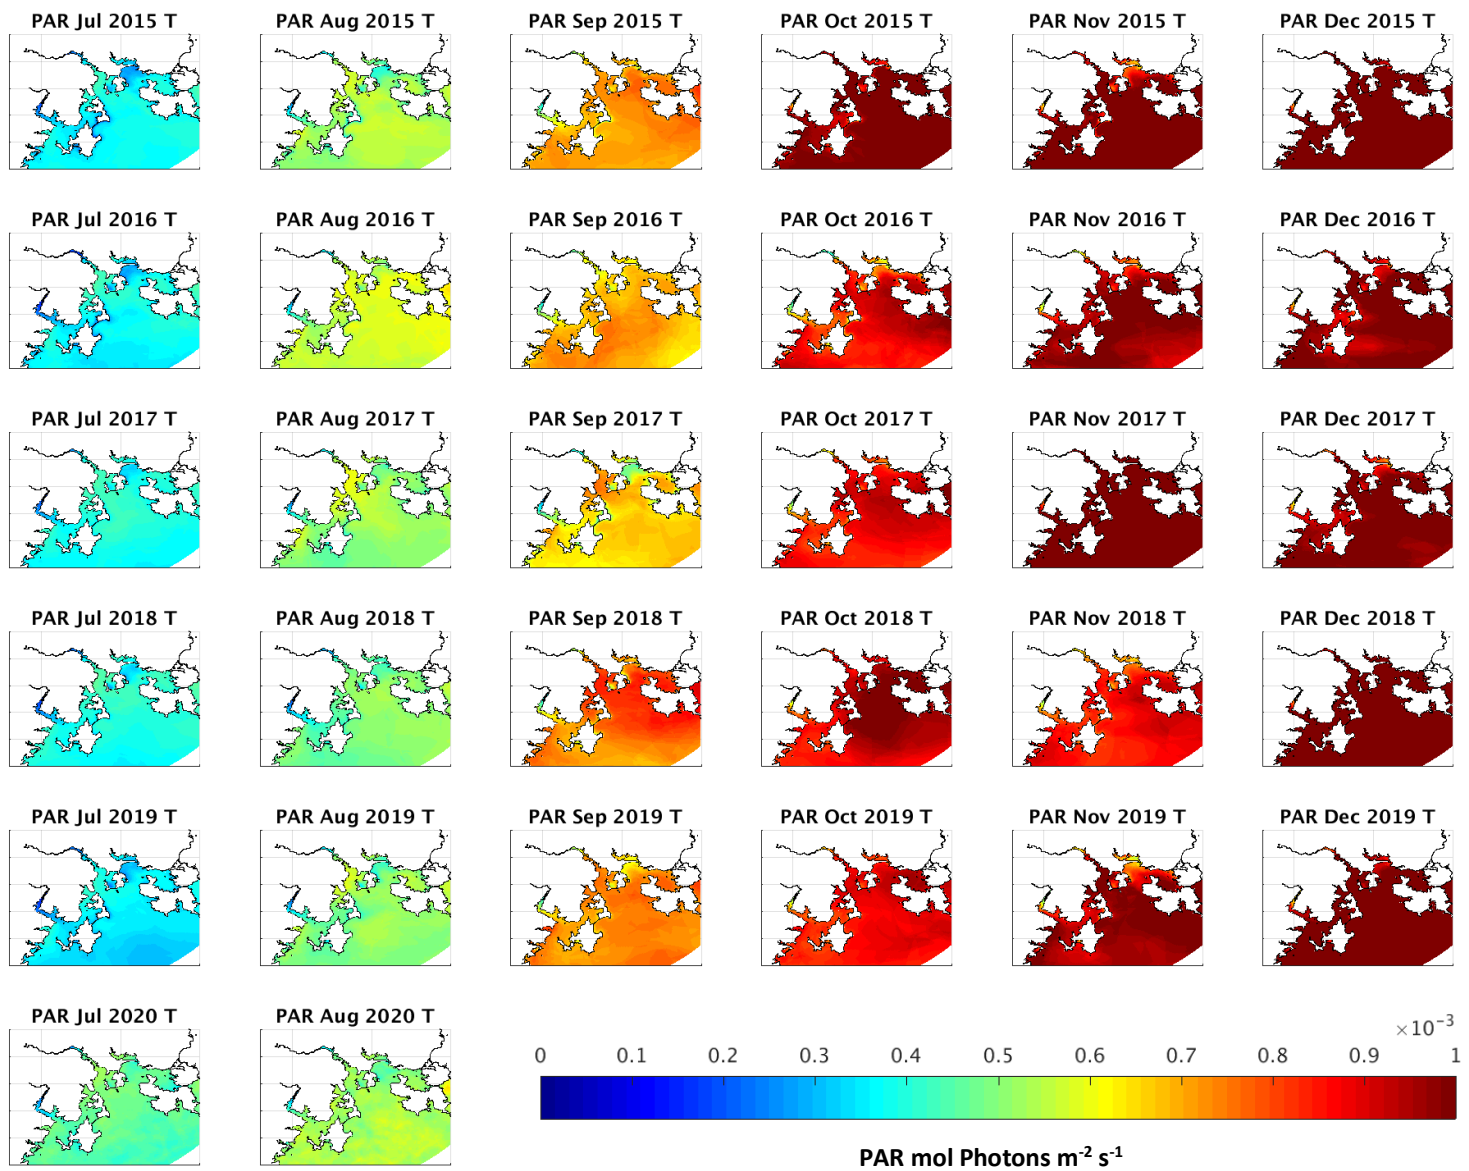 PAR Jul 2015 T
PAR Aug 2015 T
PAR Sep 2015 T
PAR Oct 2015 T
PAR Nov 2015 T
PAR Dec 2015 T
PAR Jul 2016 T
PAR Aug 2016 T
PAR Sep 2016 T
PAR Oct 2016 T
PAR Nov 2016 T
PAR Dec 2016 T
PAR Jul 2017 T
PAR Aug 2017 T
PAR Sep 2017 T
PAR Oct 2017 T
PAR Nov 2017 T
PAR Dec 2017 T
PAR Jul 2018 T
PAR Aug 2018 T
PAR Sep 2018 T
PAR Oct 2018 T
PAR Nov 2018 T
PAR Dec 2018 T
PAR Jul 2019 T
PAR Aug 2019 T
PAR Sep 2019 T
PAR Oct 2019 T
PAR Nov 2019 T
PAR Dec 2019 T
PAR Jul 2020 T
PAR Aug 2020 T
×10⁻³
0 0.1 0.2 0.3 0.4 0.5 0.6 0.7 0.8 0.9 1
PAR mol Photons m⁻² s⁻¹